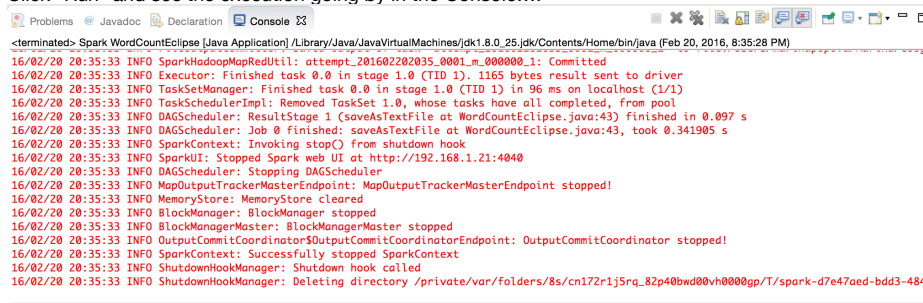 Problems @ Javadoc Declaration Console
<terminated> Spark WordCountEclipse [Java Application] /Library/Java/JavaVirtualMachines/jdk1.8.0_25.jdk/Contents/Home/bin/java (Feb 20, 2016, 8:35:28 PM)
16/02/20 20:35:33 INFO SparkHadoopMapRedUtil: attempt_201602202035_0001_m_000000_1: Committed
16/02/20 20:35:33 INFO Executor: Finished task 0.0 in stage 1.0 (TID 1). 1165 bytes result sent to driver
16/02/20 20:35:33 INFO TaskSetManager: Finished task 0.0 in stage 1.0 (TID 1) in 96 ms on localhost (1/1)
16/02/20 20:35:33 INFO TaskSchedulerImpl: Removed TaskSet 1.0, whose tasks have all completed, from pool
16/02/20 20:35:33 INFO DAGScheduler: ResultStage 1 (saveAsTextFile at WordCountEclipse.java:43) finished in 0.097 s
16/02/20 20:35:33 INFO DAGScheduler: Job 0 finished: saveAsTextFile at WordCountEclipse.java:43, took 0.341905 s
16/02/20 20:35:33 INFO SparkContext: Invoking stop() from shutdown hook
16/02/20 20:35:33 INFO SparkUI: Stopped Spark web UI at http://192.168.1.21:4040
16/02/20 20:35:33 INFO DAGScheduler: Stopping DAGScheduler
16/02/20 20:35:33 INFO MapOutputTrackerMasterEndpoint: MapOutputTrackerMasterEndpoint stopped!
16/02/20 20:35:33 INFO MemoryStore: MemoryStore cleared
16/02/20 20:35:33 INFO BlockManager: BlockManager stopped
16/02/20 20:35:33 INFO BlockManagerMaster: BlockManagerMaster stopped
16/02/20 20:35:33 INFO OutputCommitCoordinator$OutputCommitCoordinatorEndpoint: OutputCommitCoordinator stopped!
16/02/20 20:35:33 INFO SparkContext: Successfully stopped SparkContext
16/02/20 20:35:33 INFO ShutdownHookManager: Shutdown hook called
16/02/20 20:35:33 INFO ShutdownHookManager: Deleting directory /private/var/folders/8s/cn172r1j5rq_82p40bwd00vh0000gp/T/spark-d7e47aed-bdd3-484